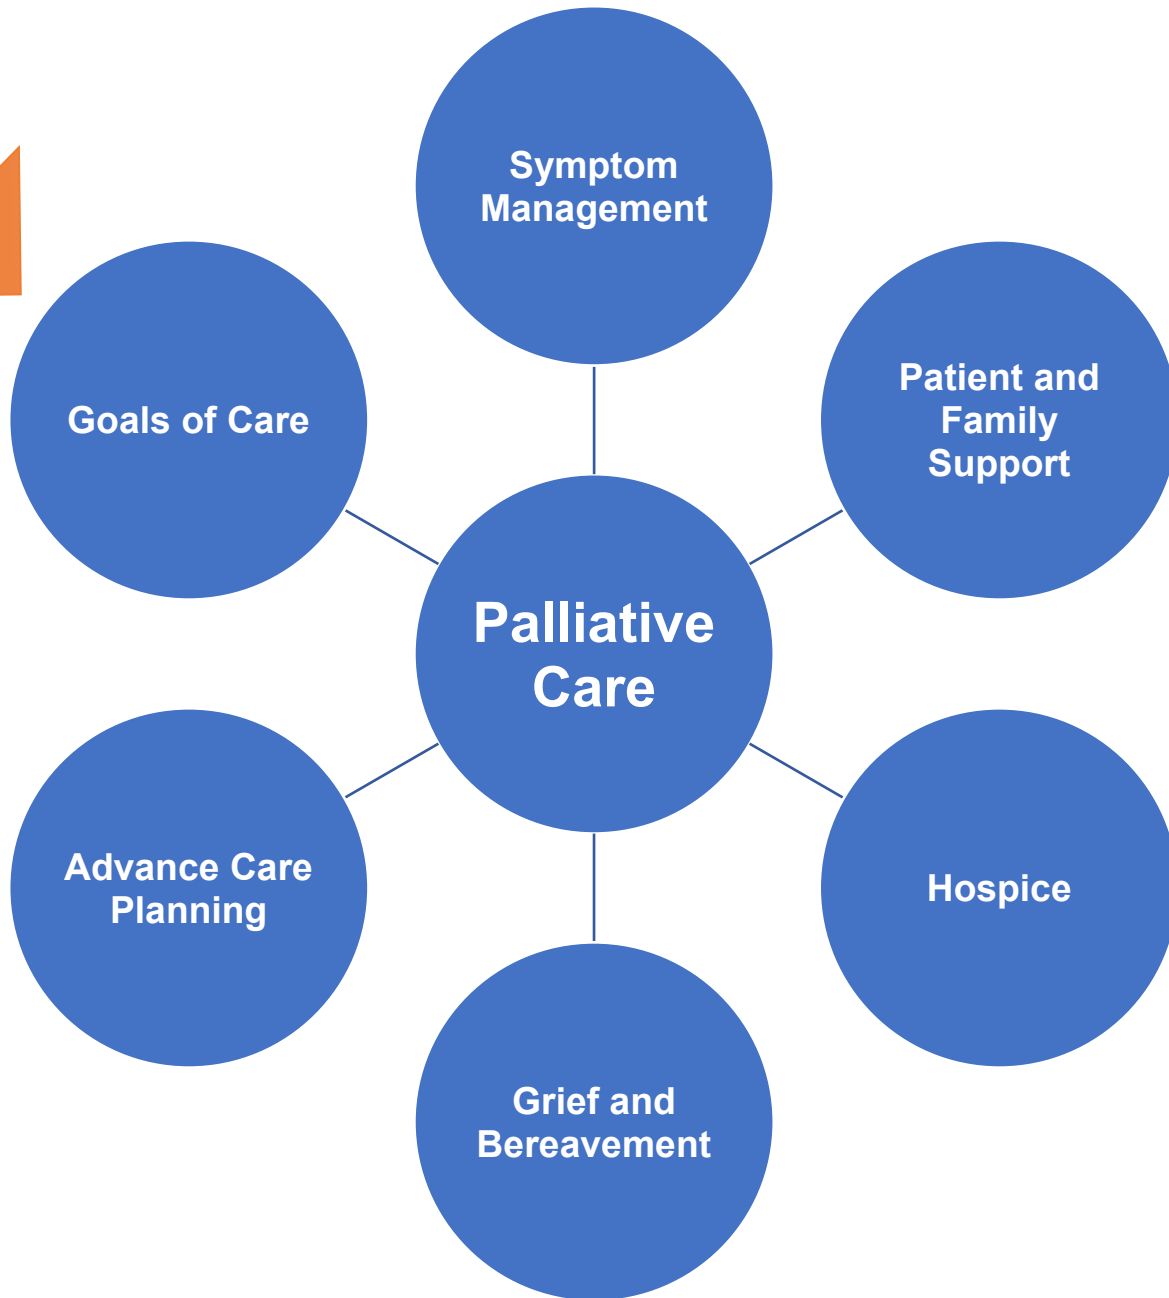 Symptom
Management
Patient and
Family
Support
Goals of Care
Palliative
Care
Advance Care
Planning
Hospice
Grief and
Bereavement